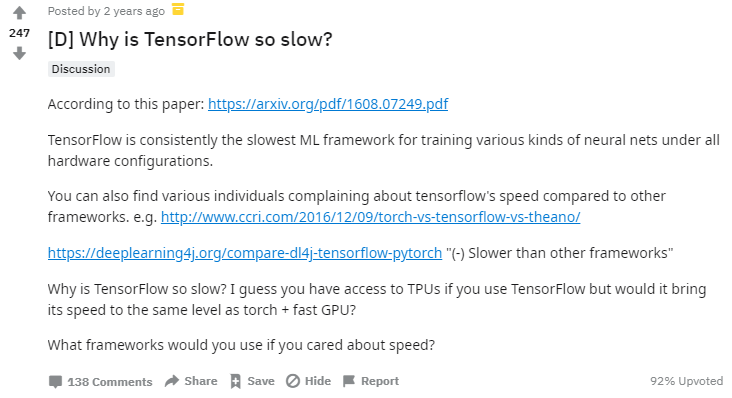 Posted by 2 years ago
247
[D] Why is TensorFlow so slow?
Discussion
According to this paper: https://arxiv.org/pdf/1608.07249.pdf
TensorFlow is consistently the slowest ML framework for training various kinds of neural nets under all
hardware configurations.
You can also find various individuals complaining about tensorflow's speed compared to other
frameworks. e.g. http://www.ccri.com/2016/12/09/torch-vs-tensorflow-vs-theano/
https://deeplearning4j.org/compare-dl4j-tensorflow-pytorch "(-) Slower than other frameworks"
Why is TensorFlow so slow? I guess you have access to TPUs if you use TensorFlow but would it bring
its speed to the same level as torch + fast GPU?
What frameworks would you use if you cared about speed?
138 Comments Share Save Hide Report 92% Upvoted